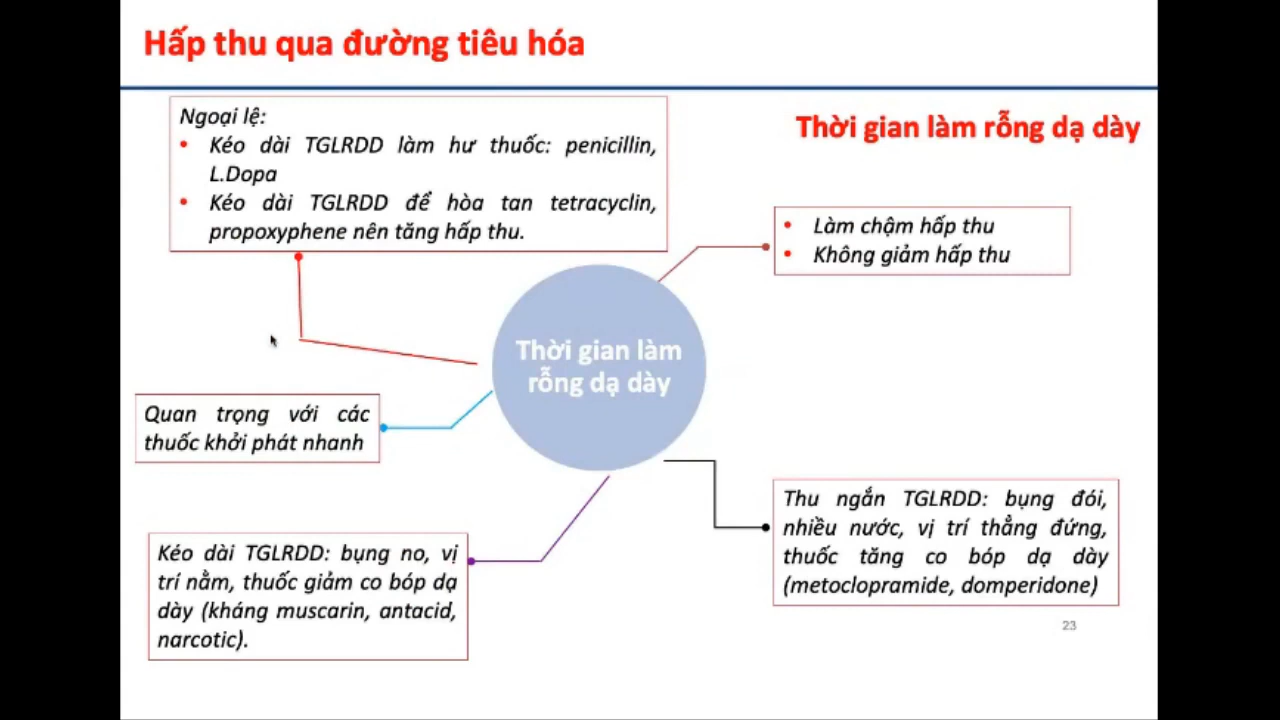 Hấp thu qua đường tiêu hóa
Thời gian làm rỗng dạ dày
Ngoại lệ:
• Kéo dài TGLRDD làm hư thuốc: penicillin,
L.Dopa
• Kéo dài TGLRDD để hòa tan tetracyclin,
propoxyphene nên tăng hấp thu.
• Làm chậm hấp thu
• Không giảm hấp thu
Thời gian làm
rỗng dạ dày
Quan trọng với các
thuốc khởi phát nhanh
Thu ngắn TGLRDD: bụng đói,
nhiều nước, vị trí thẳng đứng,
thuốc tăng co bóp dạ dày
(metoclopramide, domperidone)
Kéo dài TGLRDD: bụng no, vị
trí nằm, thuốc giảm co bóp dạ
dày (kháng muscarin, antacid,
narcotic).
23